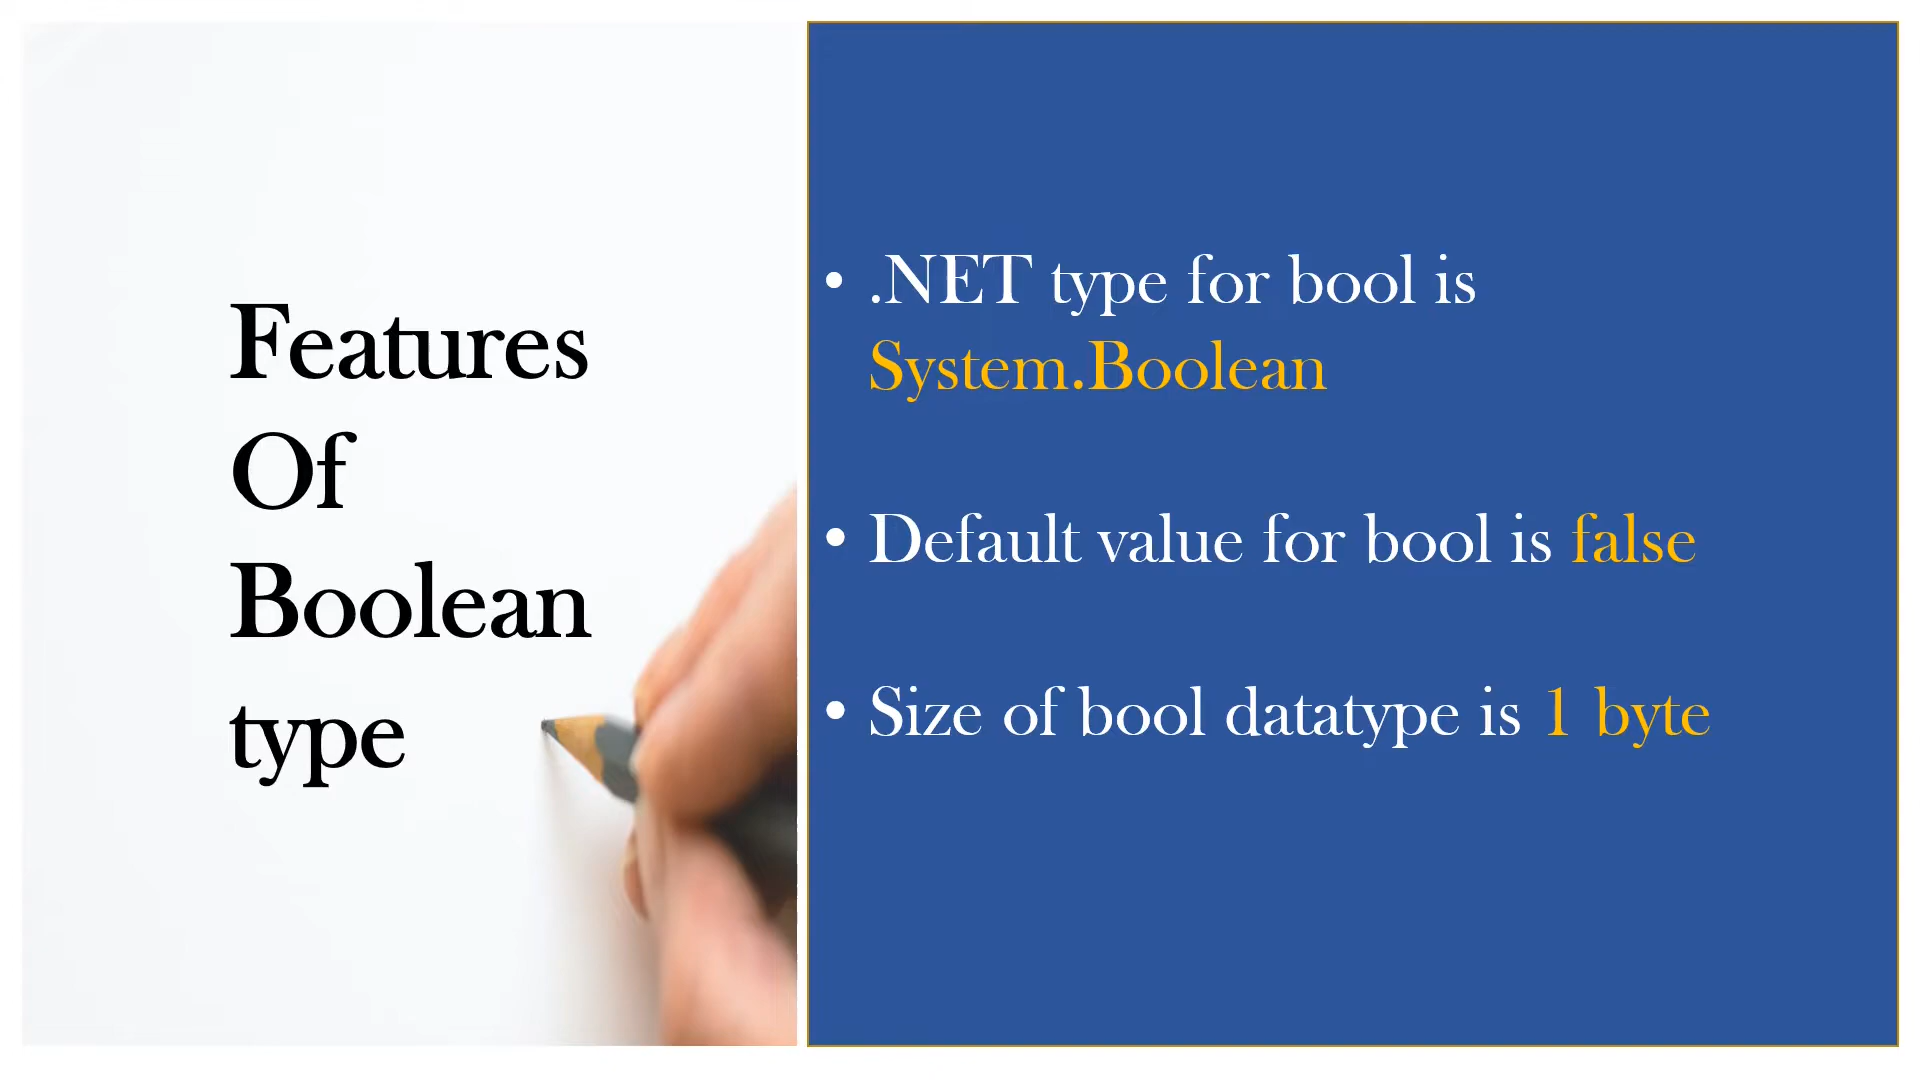 Features
Of
Boolean
type
• .NET type for bool is
System.Boolean
• Default value for bool is false
• Size of bool datatype is 1 byte